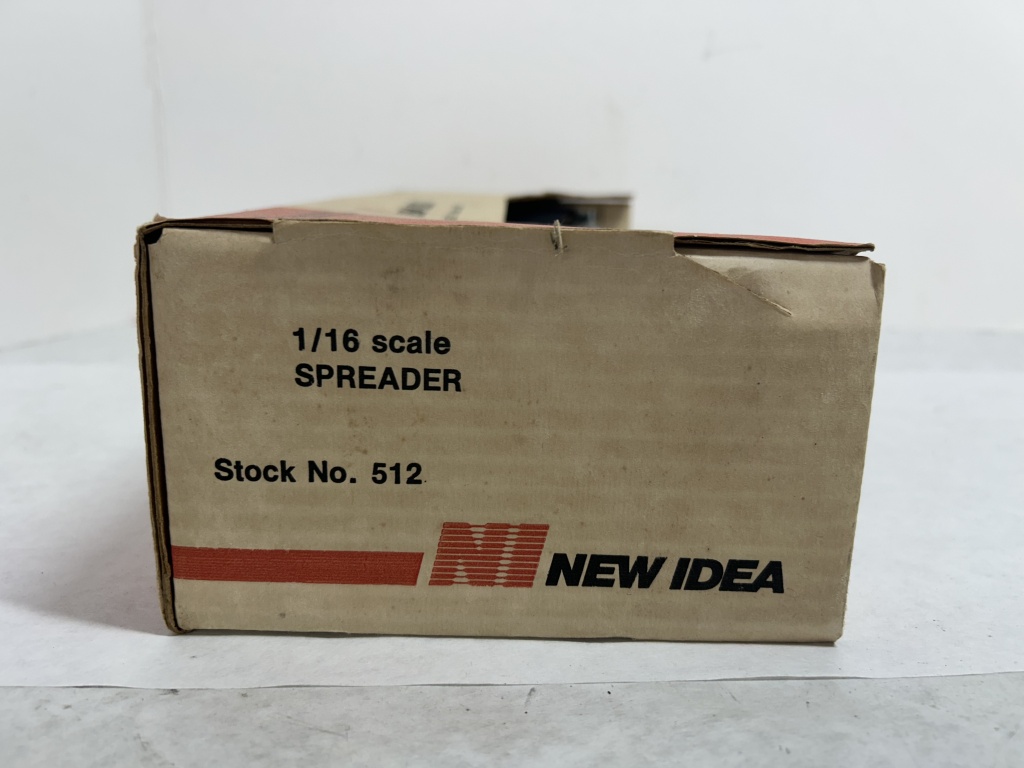 1/16 scale
SPREADER
Stock No. 512
NI NEW IDEA